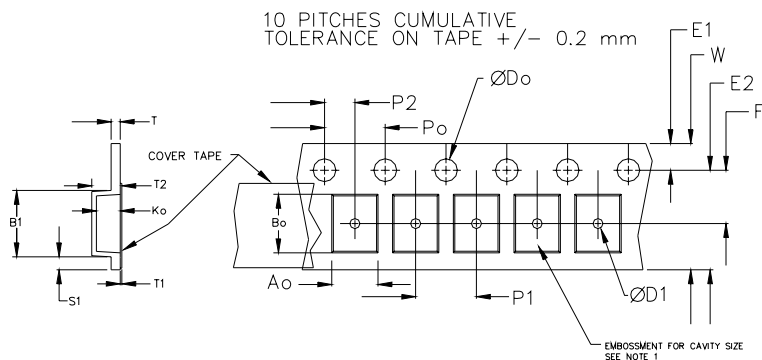 10 PITCHES CUMULATIVE
TOLERANCE ON TAPE +/- 0.2 mm
E1
W
ØDo
E2
P2
F
Po
T
COVER TAPE
T2
B1
Ko
Bo
Ao
P1
ØD1
S1
T1
EMBOSSMENT FOR CAVITY SIZE
SEE NOTE 1